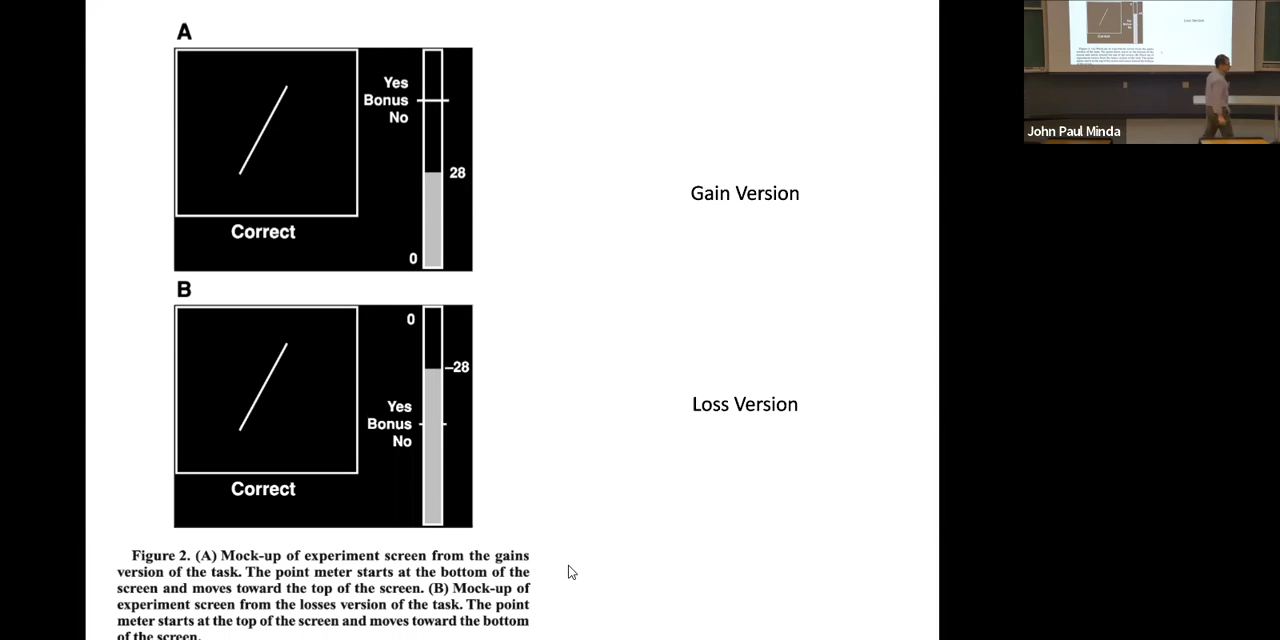 A
Yes
Bonus
No
28
0
Correct
Gain Version
B
0
–28
Yes
Bonus
No
Correct
Loss Version
Figure 2. (A) Mock-up of experiment screen from the gains
version of the task. The point meter starts at the bottom of the
screen and moves toward the top of the screen. (B) Mock-up of
experiment screen from the losses version of the task. The point
meter starts at the top of the screen and moves toward the bottom
of the screen.
John Paul Minda